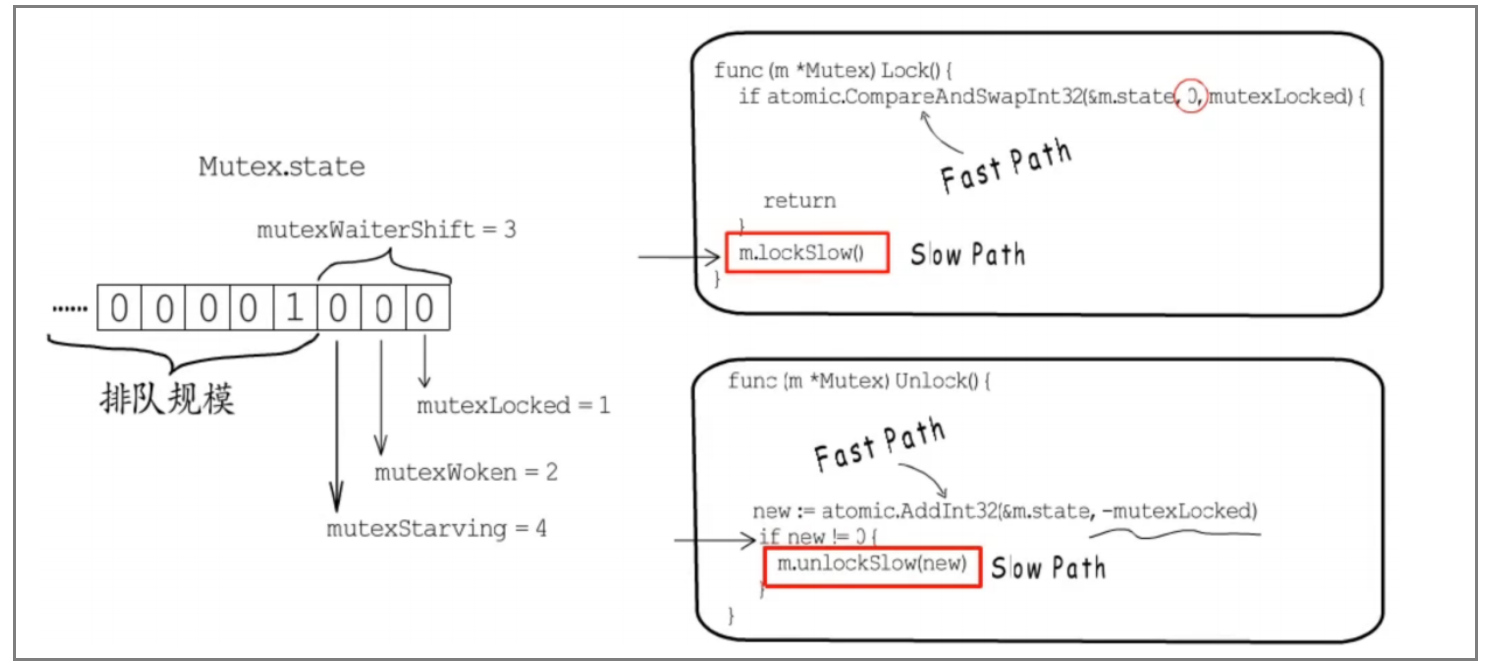 Mutex.state
mutexWaiterShift = 3
...... 0 0 0 0 1 0 0 0
排队规模
mutexLocked = 1
mutexWoken = 2
mutexStarving = 4
func (m *Mutex) Lock() {
if atomic.CompareAndSwapInt32(&m.state, 0, mutexLocked) {
Fast Path
return
}
m.lockSlow() Slow Path
}
func (m *Mutex) Unlock() {
Fast Path
new := atomic.AddInt32(&m.state, -mutexLocked)
if new != 0 {
m.unlockSlow(new) Slow Path
}
}